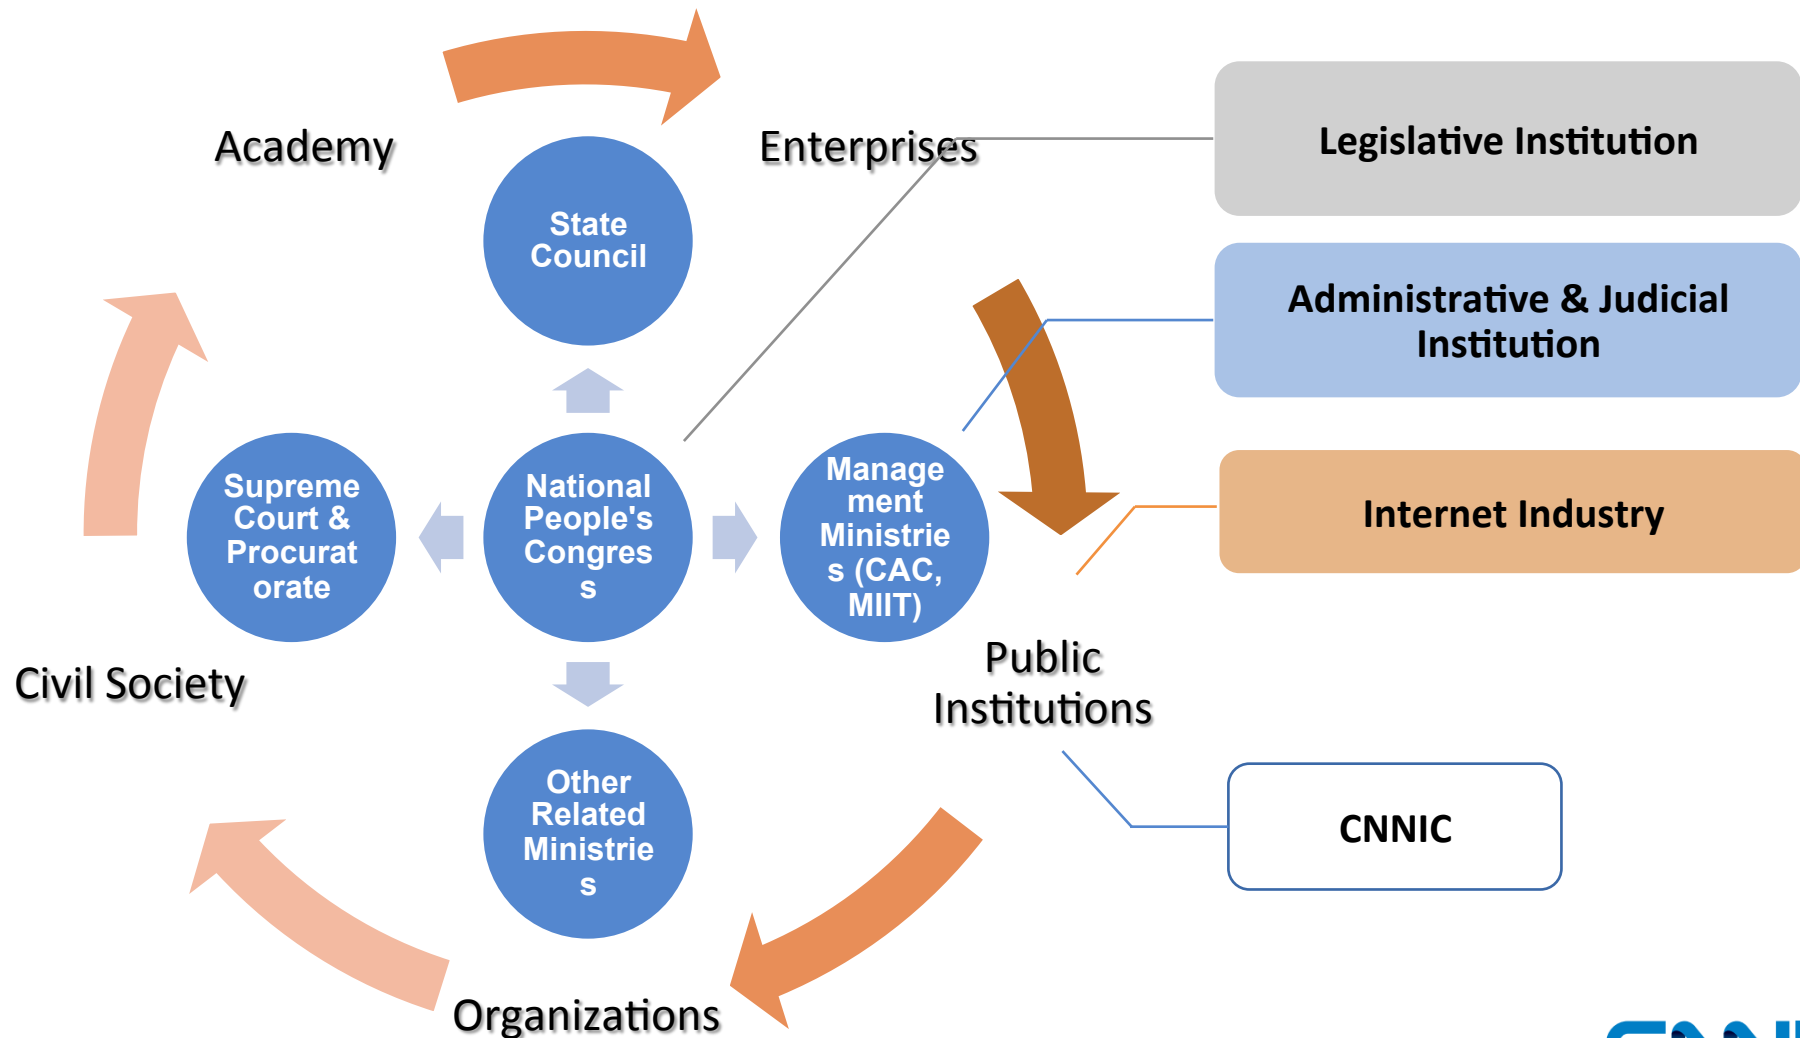 Academy
Enterprises
State
Council
Supreme
Court &
Procurat
orate
National
People's
Congres
s
Manage
ment
Ministrie
s (CAC,
MIIT)
Other
Related
Ministrie
s
Civil Society
Public
Institutions
Organizations
Legislative Institution
Administrative & Judicial
Institution
Internet Industry
CNNIC